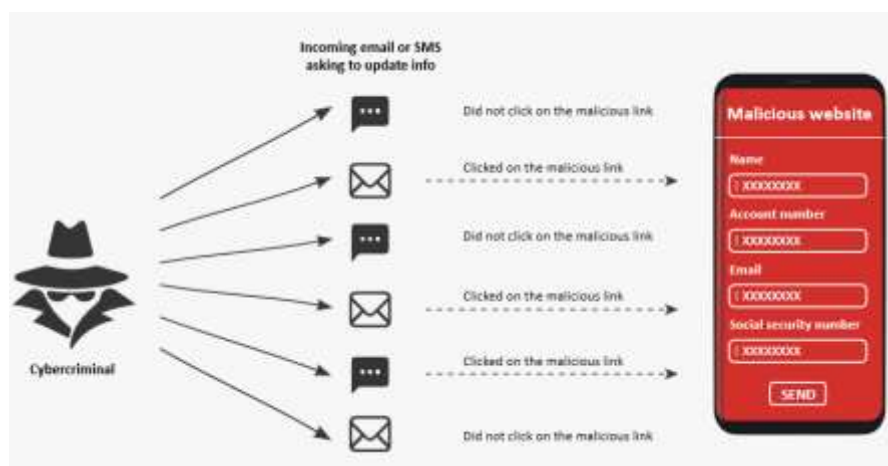 Incoming email or SMS
asking to update info
Did not click on the malicious link
Clicked on the malicious link
Did not click on the malicious link
Clicked on the malicious link
Clicked on the malicious link
Did not click on the malicious link
Cybercriminal
Malicious website
Name
XXXXXXXX
Account number
XXXXXXXX
Email
XXXXXXXX
Social security number
XXXXXXXX
SEND